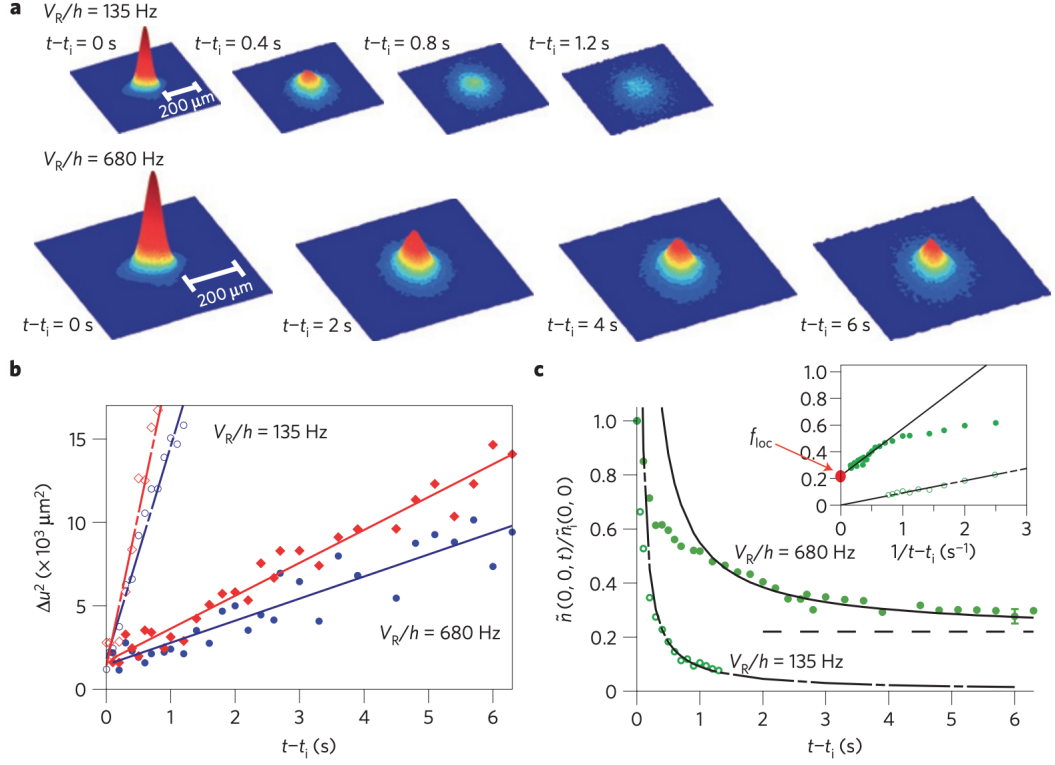 a
V_R/h = 135 Hz
t–t_i = 0 s
t–t_i = 0.4 s
t–t_i = 0.8 s
t–t_i = 1.2 s
200 μm
V_R/h = 680 Hz
200 μm
t–t_i = 0 s
t–t_i = 2 s
t–t_i = 4 s
t–t_i = 6 s
b
Δu² (× 10³ μm²)
15
10
5
0
V_R/h = 135 Hz
V_R/h = 680 Hz
0 1 2 3 4 5 6
t–t_i (s)
c
ñ(0, 0, t)/ñ_i(0, 0)
1.0
0.8
0.6
0.4
0.2
0
1.0
0.8
0.6
0.4
0.2
0
f_loc
0 1 2 3
1/t–t_i (s⁻¹)
V_R/h = 680 Hz
V_R/h = 135 Hz
0 1 2 3 4 5 6
t–t_i (s)